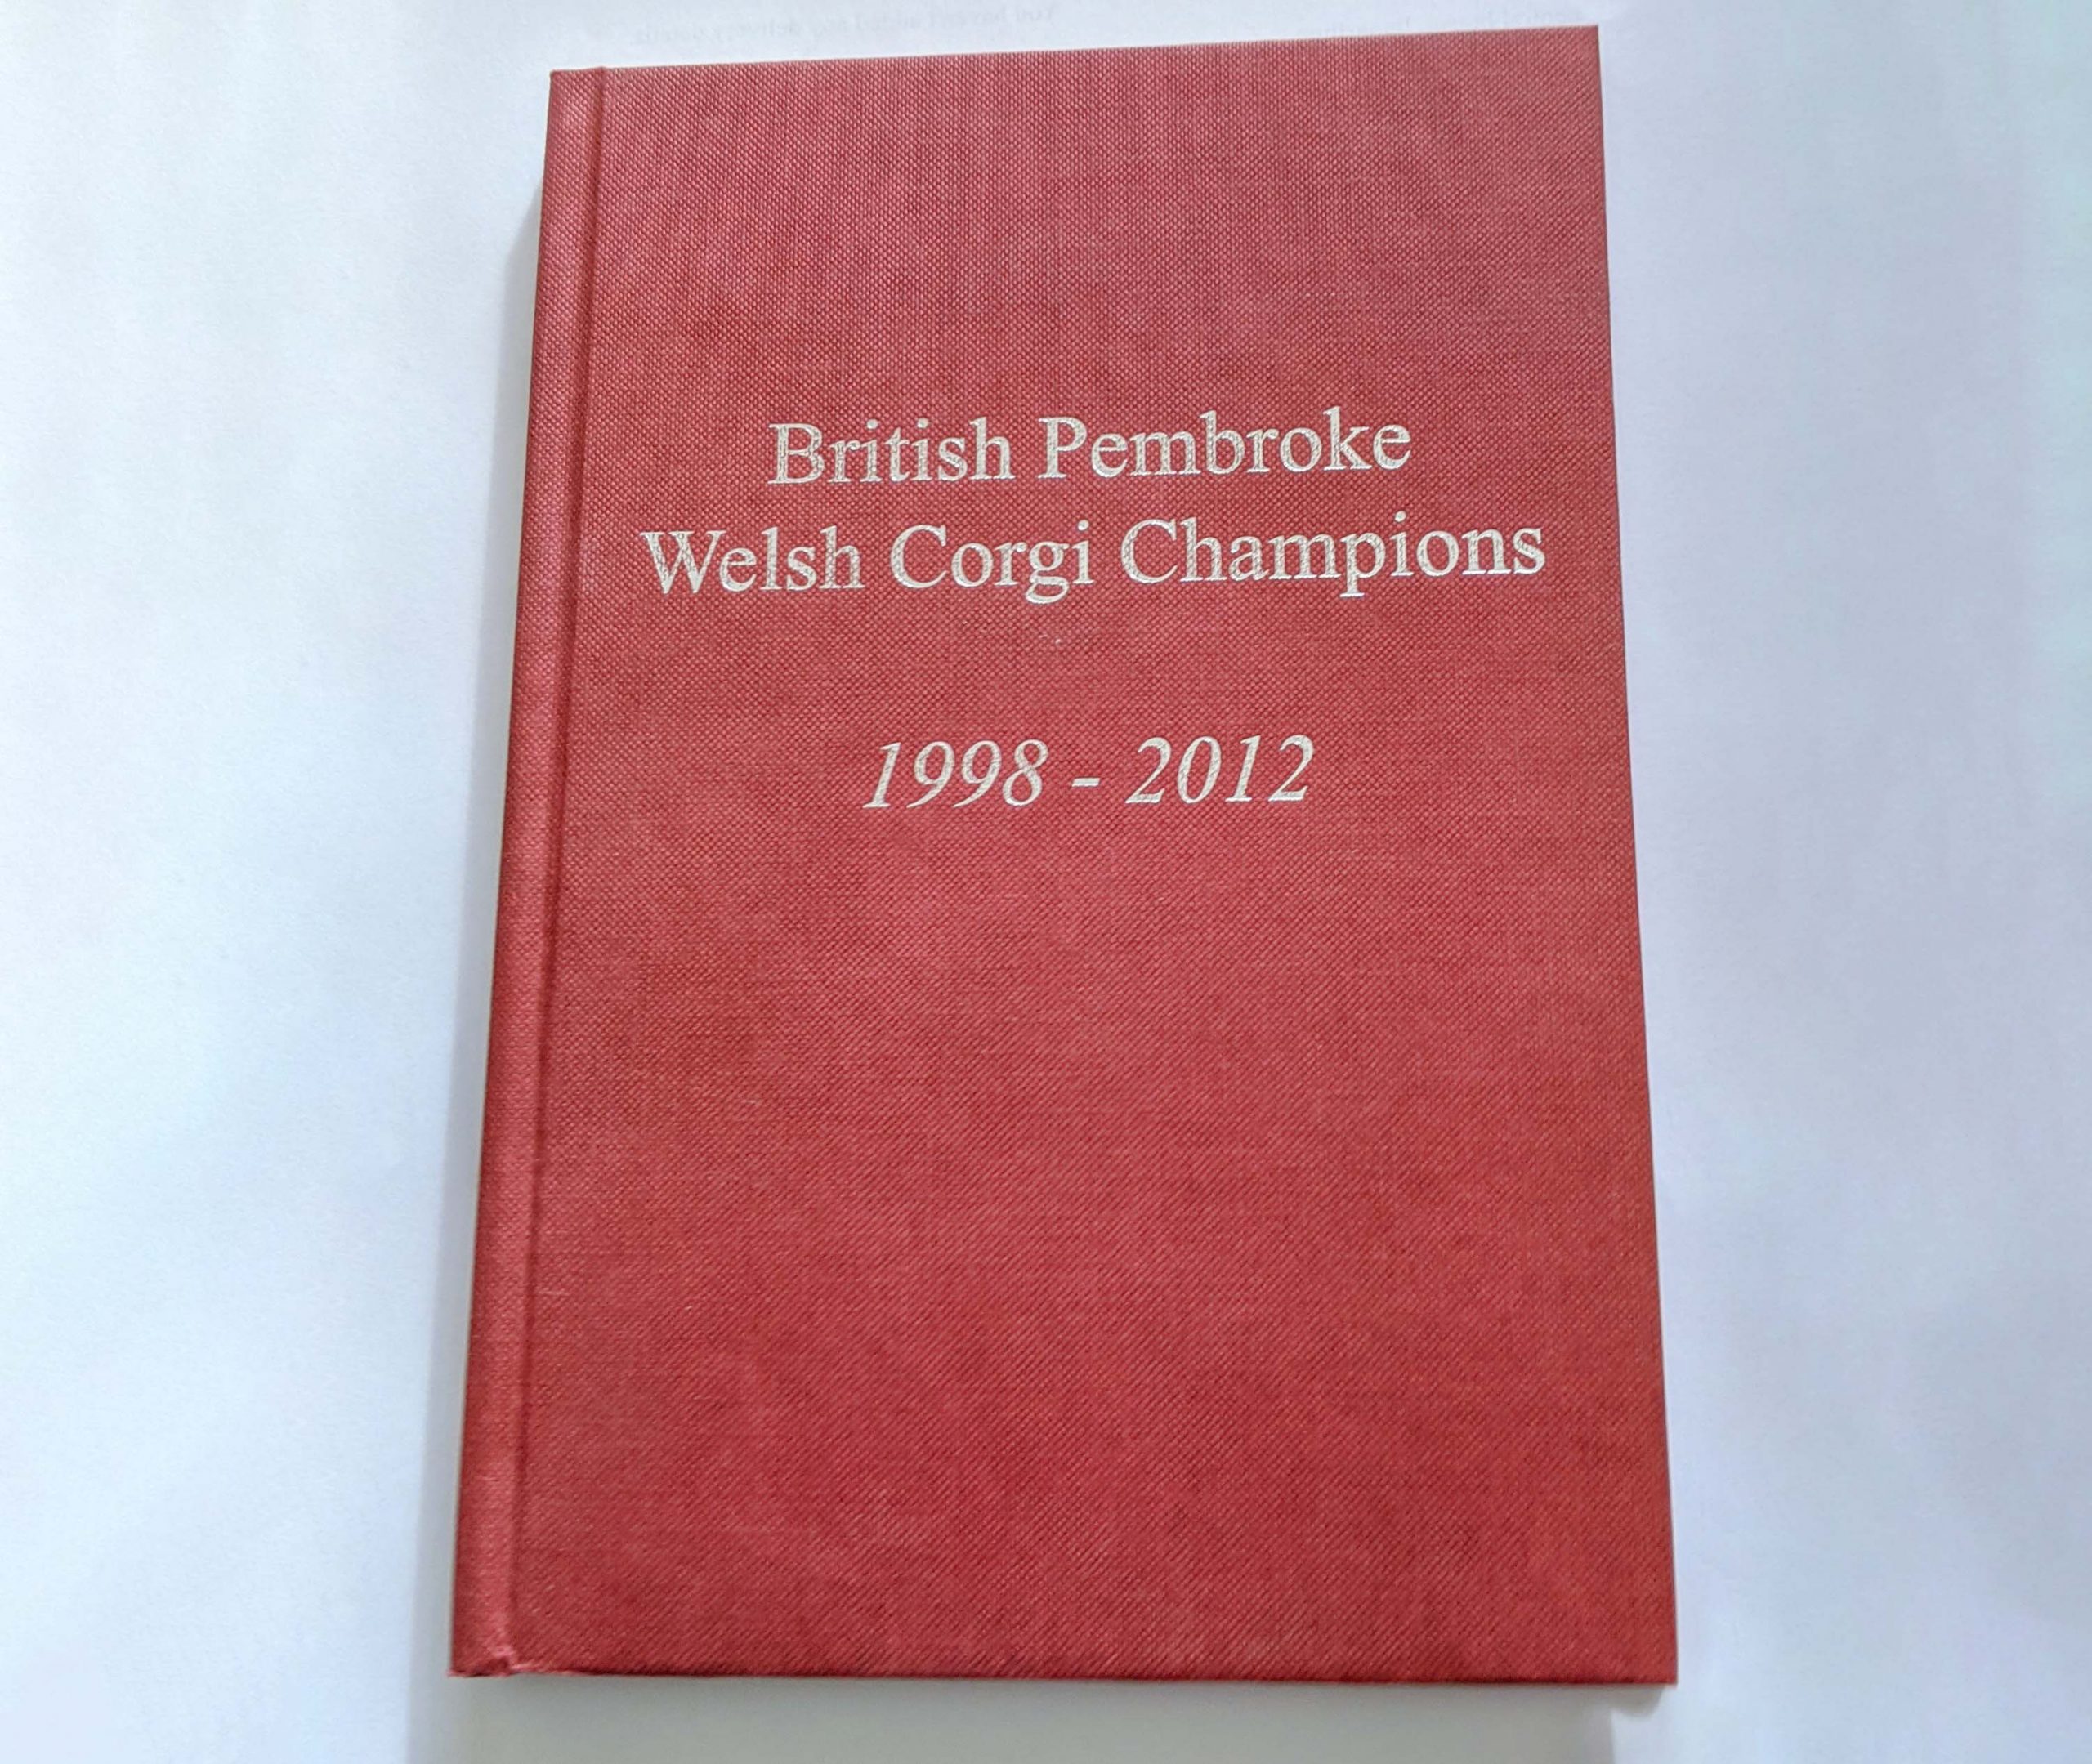 British Pembroke
Welsh Corgi Champions
1998 - 2012